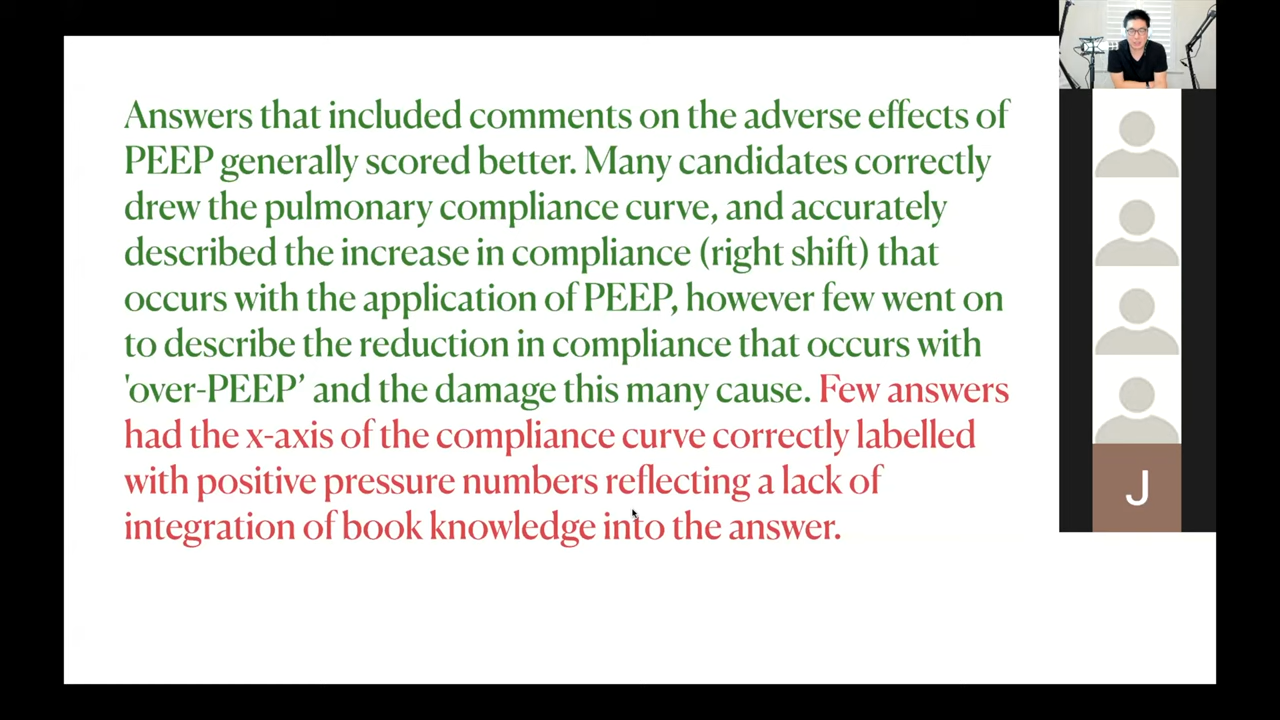 Answers that included comments on the adverse effects of
PEEP generally scored better. Many candidates correctly
drew the pulmonary compliance curve, and accurately
described the increase in compliance (right shift) that
occurs with the application of PEEP, however few went on
to describe the reduction in compliance that occurs with
'over-PEEP’ and the damage this many cause. Few answers
had the x-axis of the compliance curve correctly labelled
with positive pressure numbers reflecting a lack of
integration of book knowledge into the answer.
J